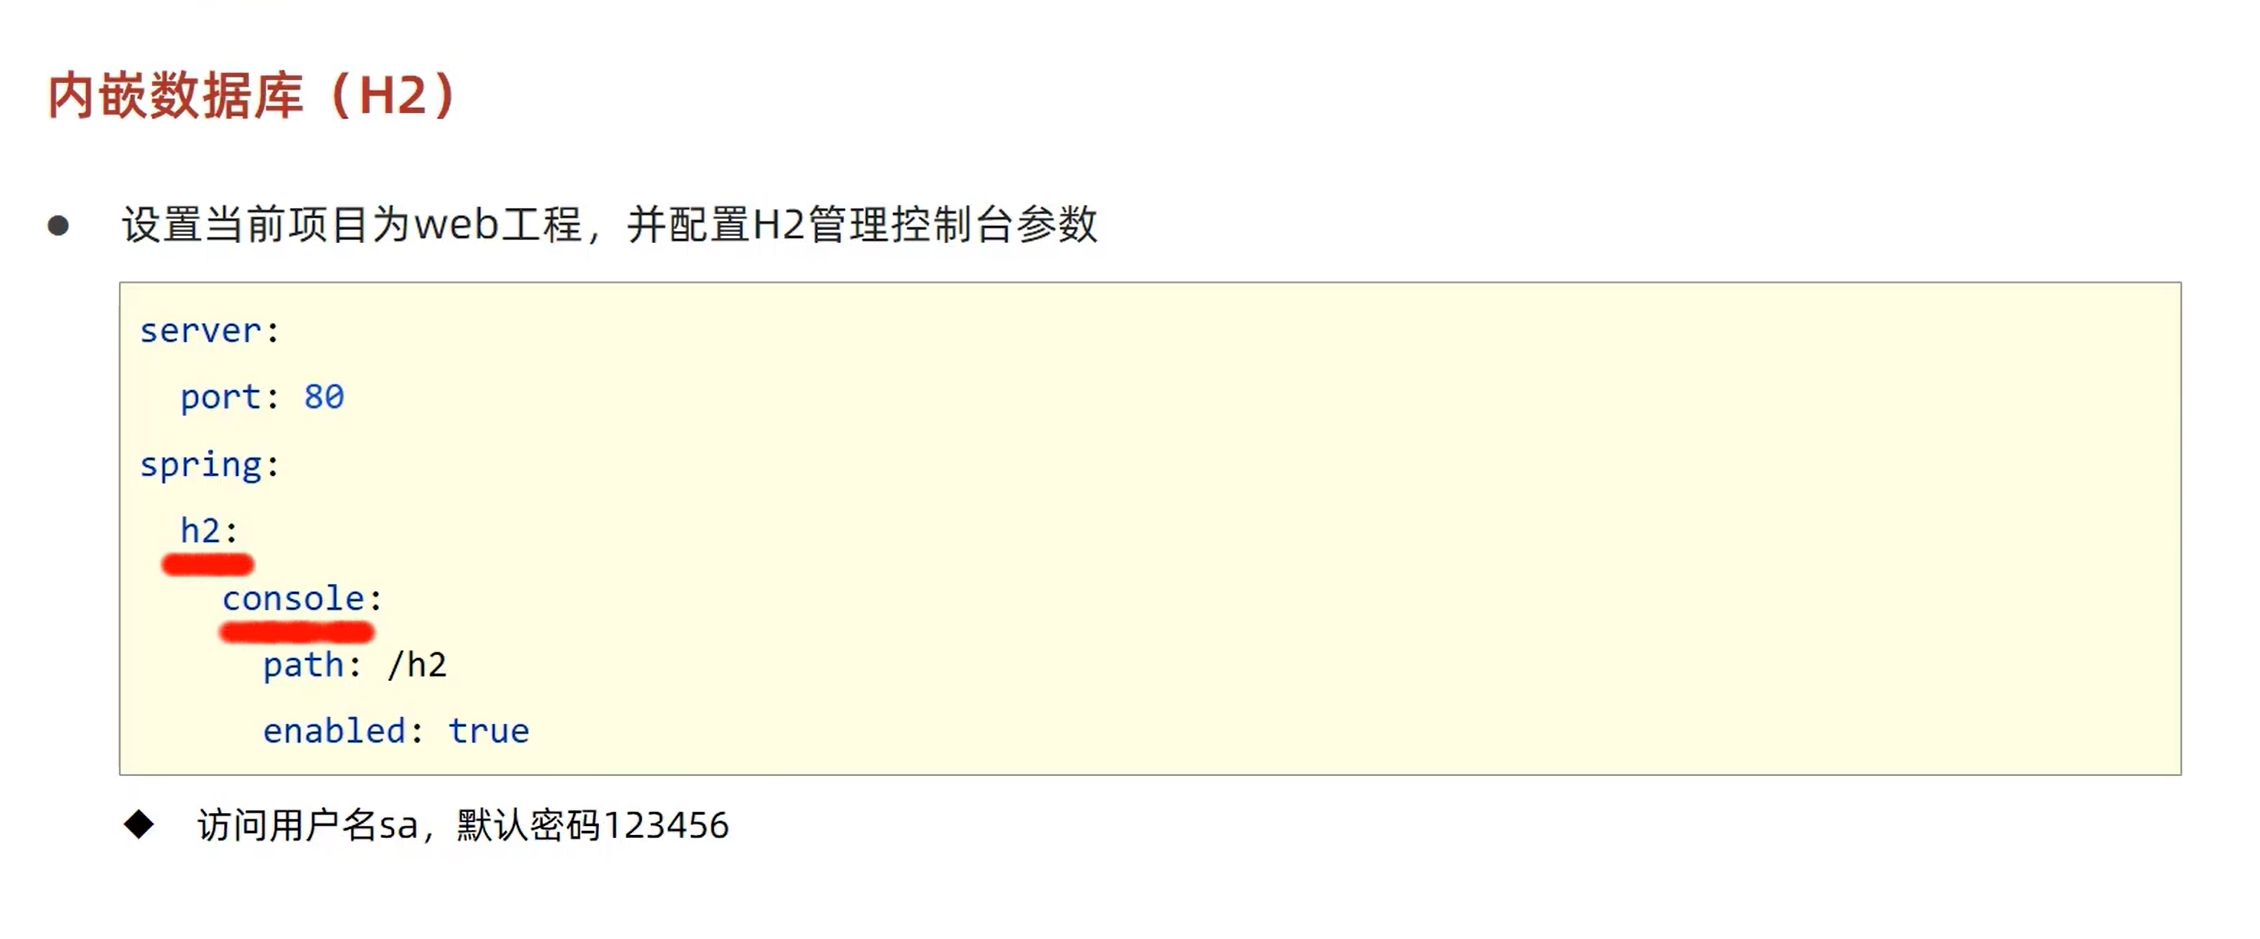 内嵌数据库（H2）
● 设置当前项目为web工程，并配置H2管理控制台参数
server:
  port: 80
spring:
  h2:
    console:
      path: /h2
      enabled: true
◆ 访问用户名sa，默认密码123456